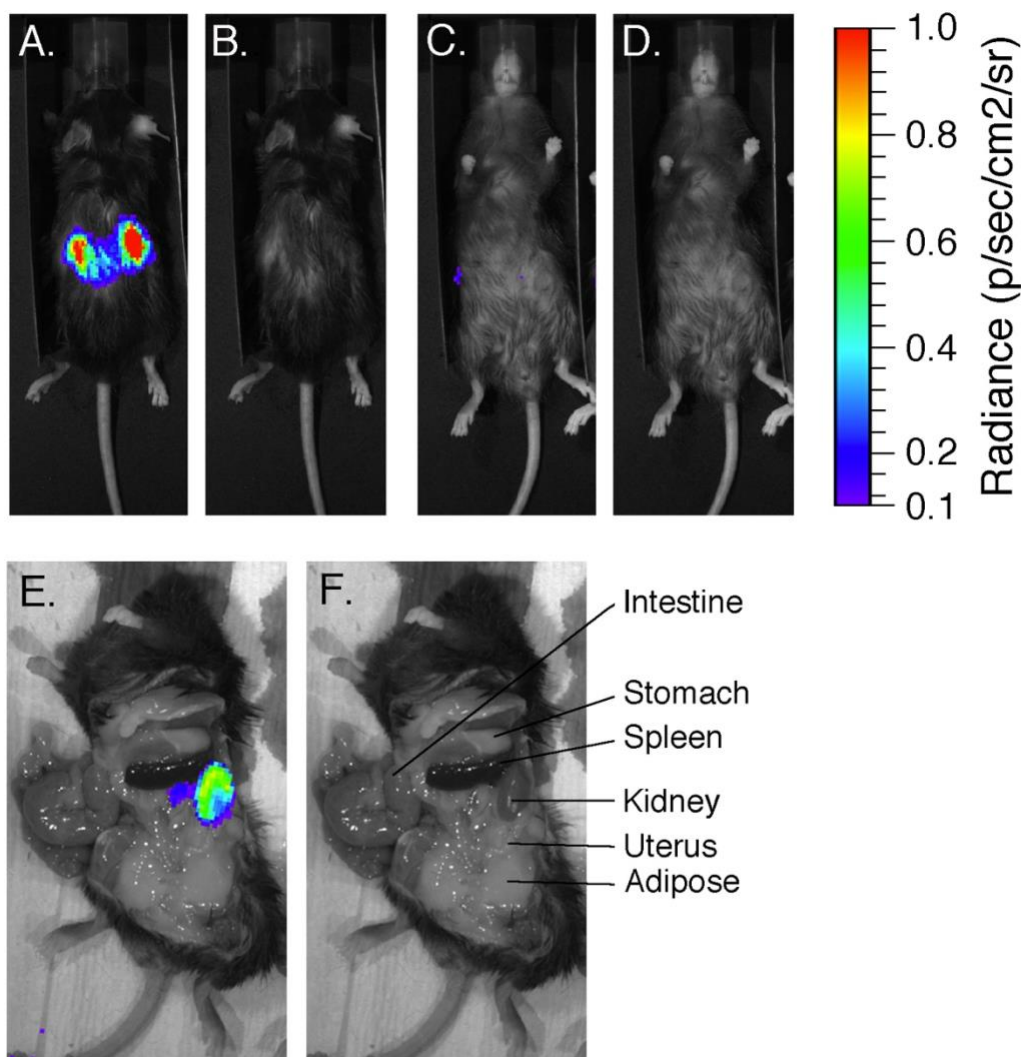 A.
B.
C.
D.
1.0
0.8
0.6
0.4
0.2
0.1
Radiance (p/sec/cm2/sr)
E.
F.
Intestine
Stomach
Spleen
Kidney
Uterus
Adipose